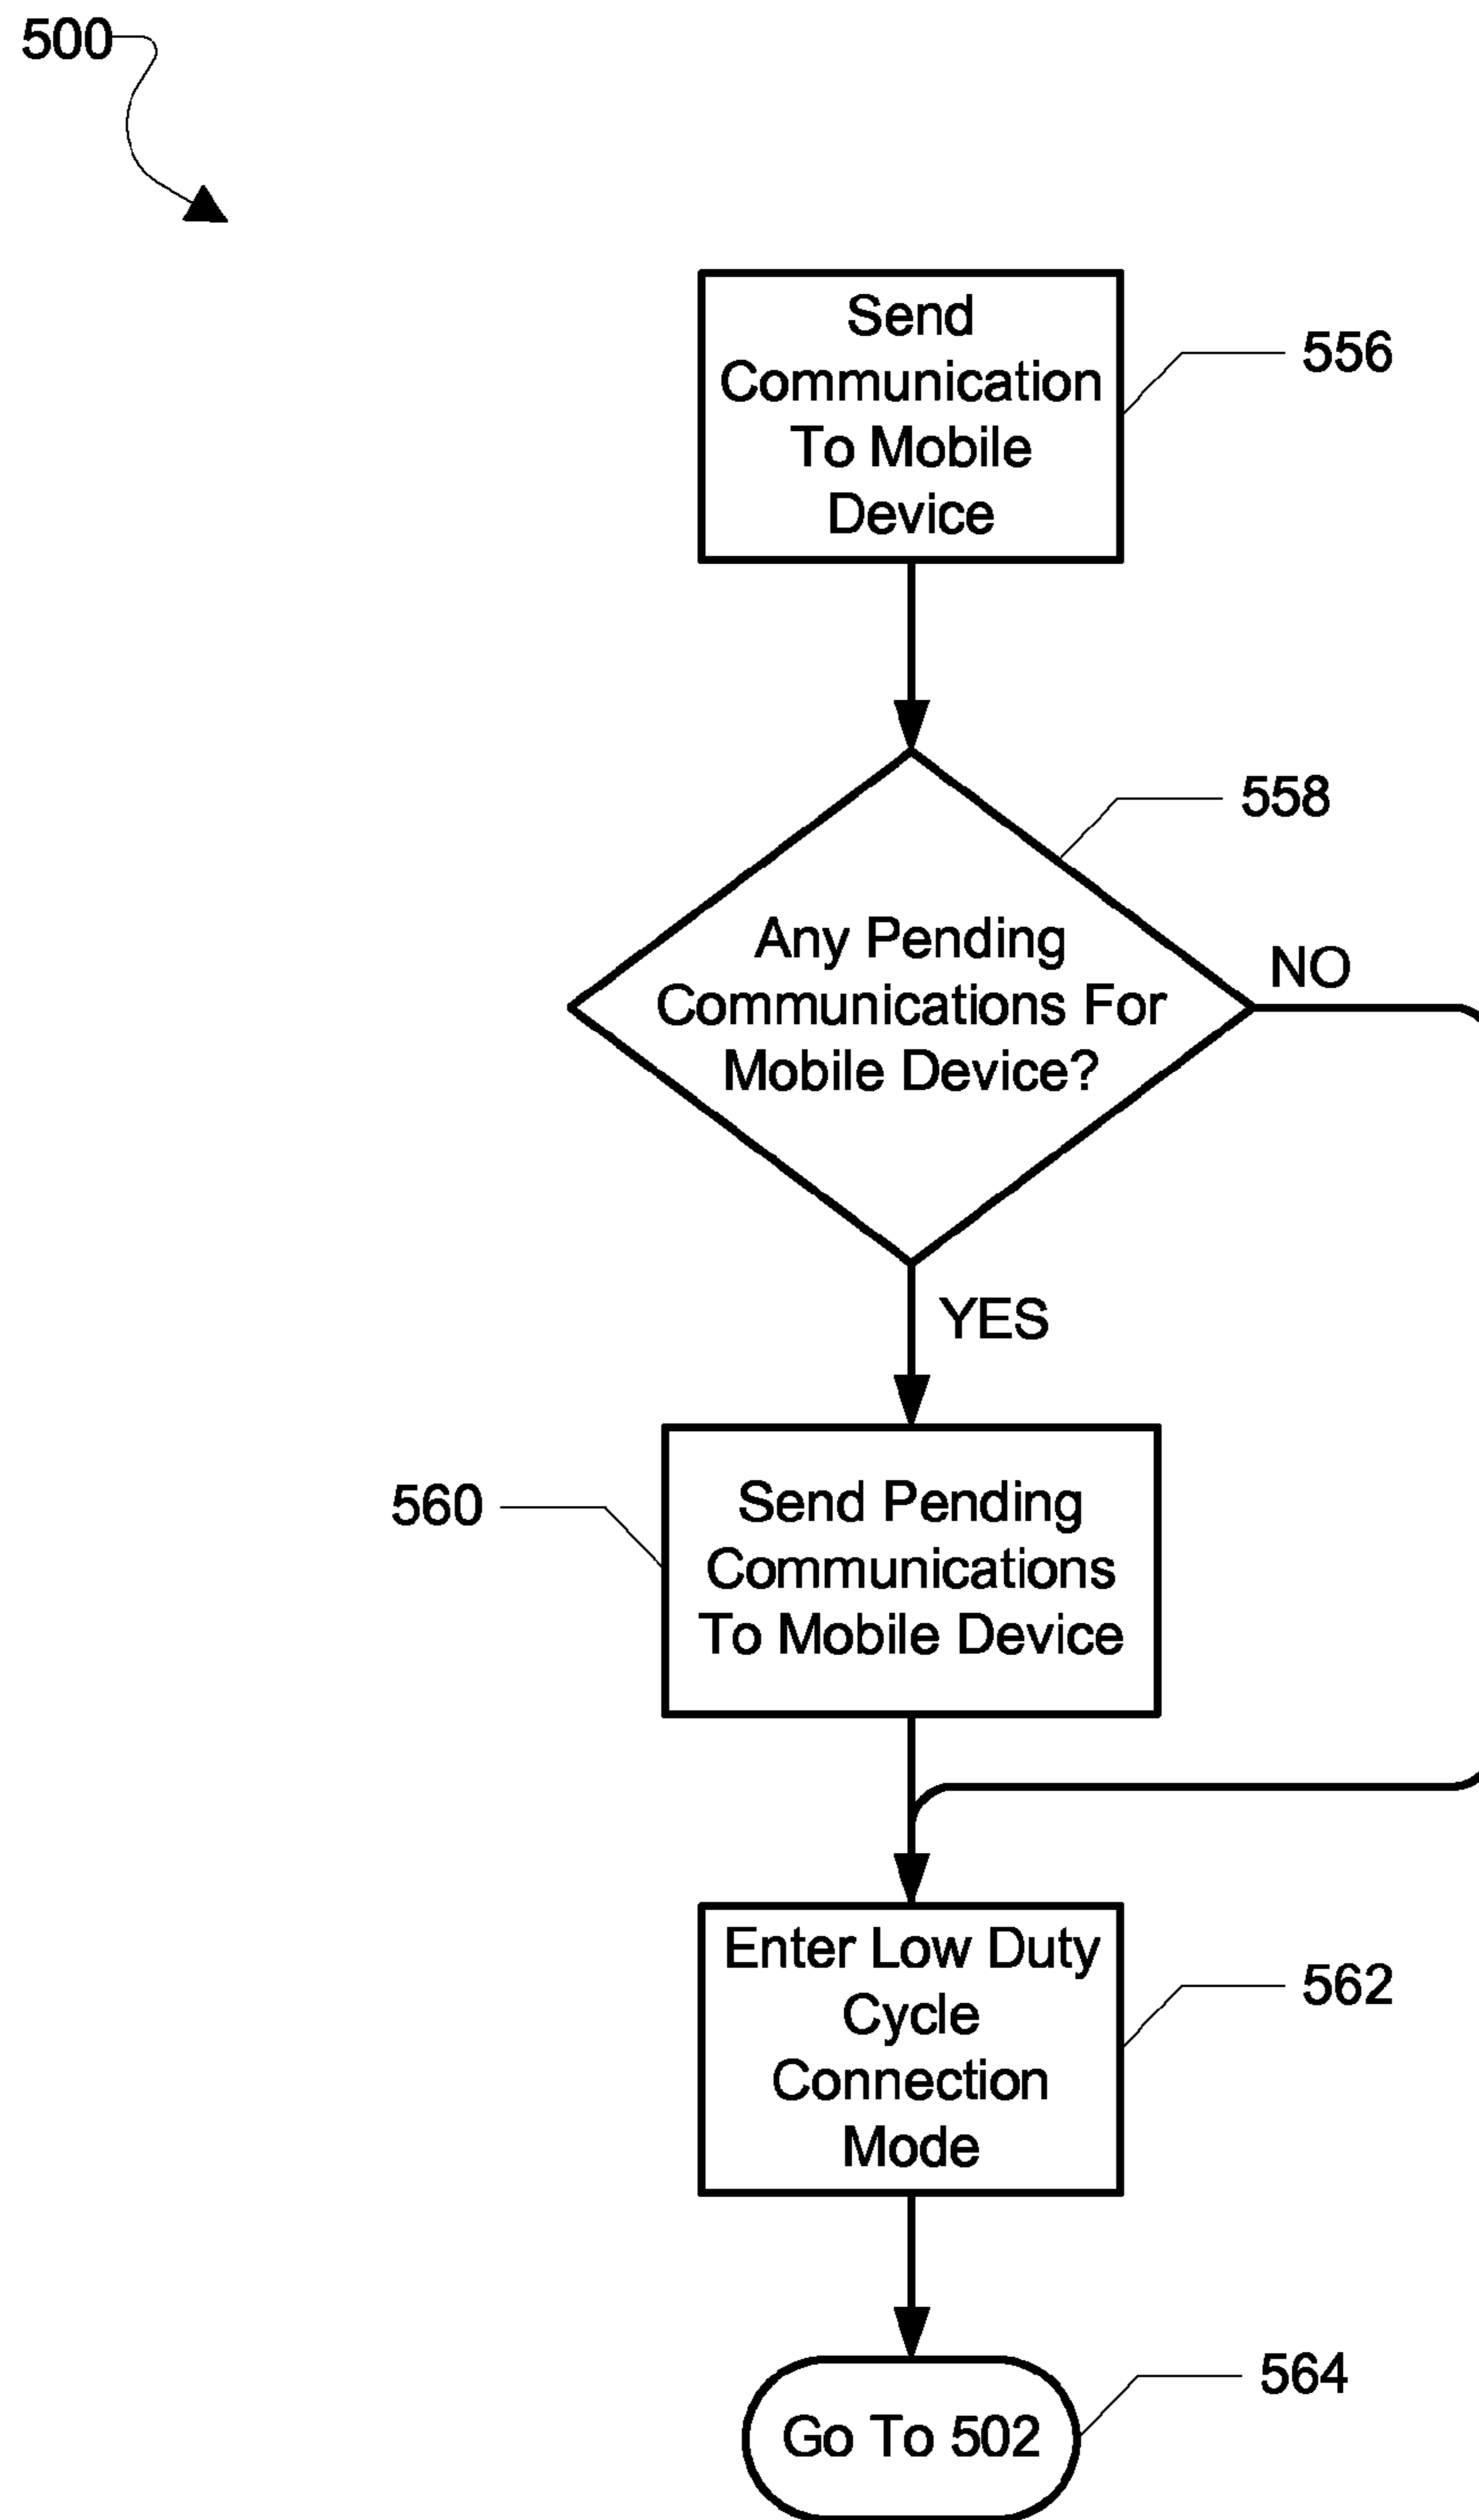 500
Send
Communication
To Mobile
Device
556
558
Any Pending
Communications For
Mobile Device?
NO
YES
560
Send Pending
Communications
To Mobile Device
Enter Low Duty
Cycle
Connection
Mode
562
564
Go To 502